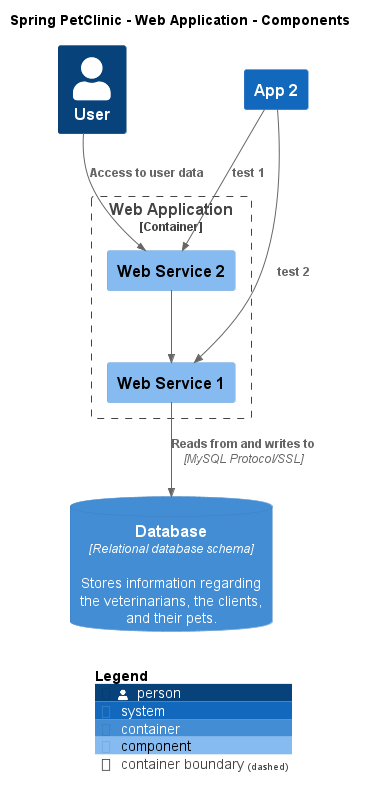 Spring PetClinic - Web Application - Components
User
App 2
Access to user data
test 1
Web Application
[Container]
Web Service 2
test 2
Web Service 1
Reads from and writes to
[MySQL Protocol/SSL]
Database
[Relational database schema]
Stores information regarding
the veterinarians, the clients,
and their pets.
Legend
person
system
container
component
container boundary (dashed)